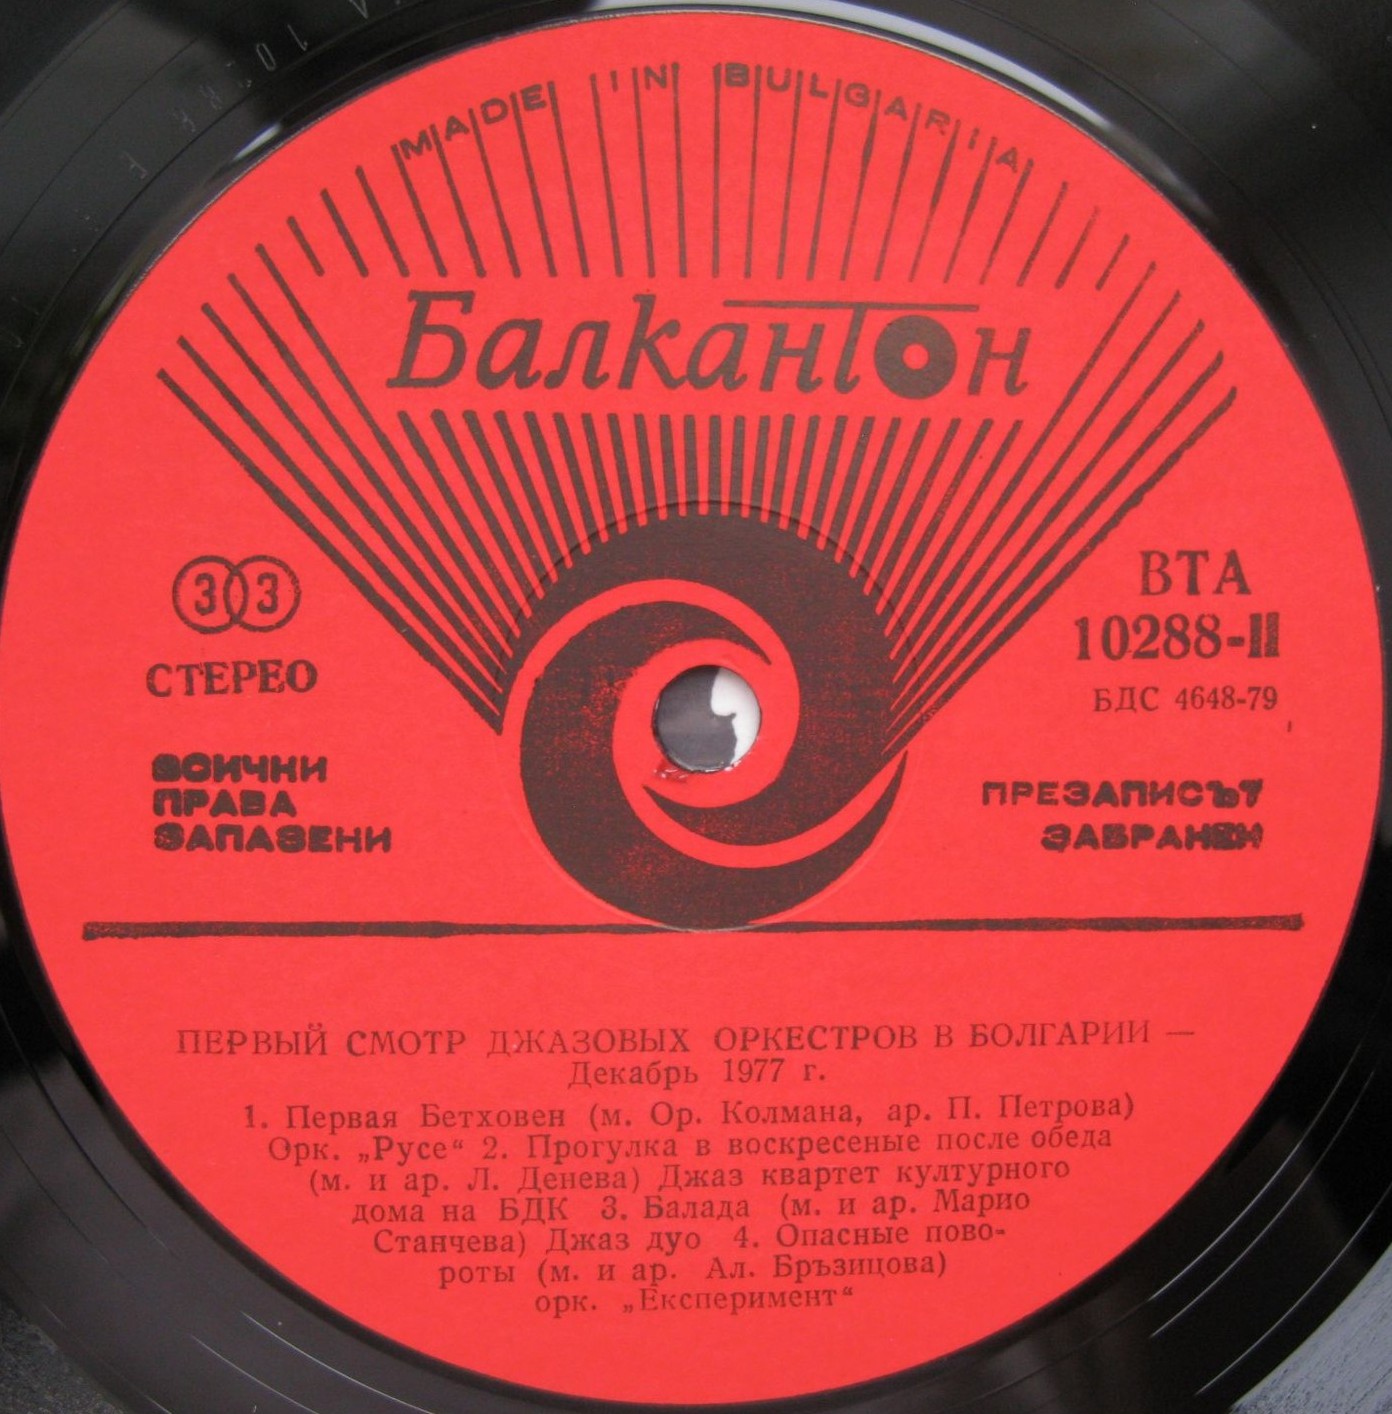 MADE IN BULGARIA
Балкантон
33
СТЕРЕО
ВТА
10288-II
БДС 4648-79
ВСИЧКИ
ПРАВА
ЗАПАЗЕНИ
ПРЕЗАПИСЪТ
ЗАБРАНЕН
ПЕРВЫЙ СМОТР ДЖАЗОВЫХ ОРКЕСТРОВ В БОЛГАРИИ —
Декабрь 1977 г.
1. Первая Бетховен (м. Ор. Колмана, ар. П. Петрова)
Орк. „Русе“ 2. Прогулка в воскресеные после обеда
(м. и ар. Л. Денева) Джаз квартет културного
дома на БДК 3. Балада (м. и ар. Марио
Станчева) Джаз дуо 4. Опасные пово-
роты (м. и ар. Ал. Бръзицова)
орк. „Експеримент“